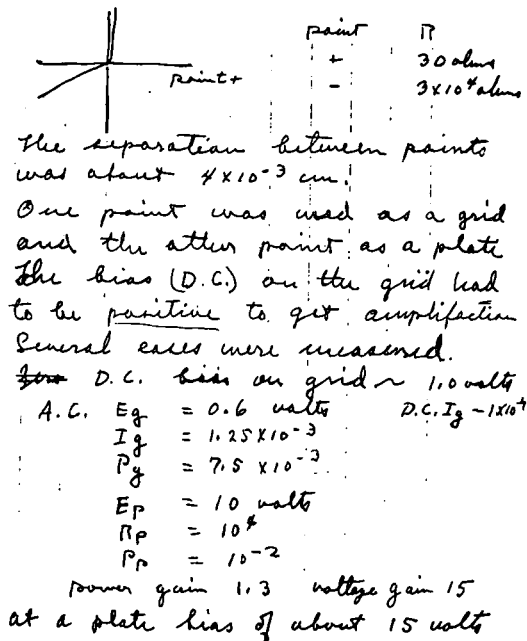 point R
+ 30 ohms
point +
- 3x10⁴ ohms
The separation between points
was about 4x10⁻³ cm.
One point was used as a grid
and the other point as a plate
The bias (D.C.) on the grid had
to be positive to get amplifaction
Several cases were measured.
D.C. bias on grid ~ 1.0 volts
A.C. Eg = 0.6 volts D.C. Ig ~ 1x10⁻⁴
Ig = 1.25x10⁻³
Pg = 7.5x10⁻³
Ep = 10 volts
Rp = 10⁴
Pp = 10⁻²
power gain 1.3 voltage gain 15
at a plate bias of about 15 volts